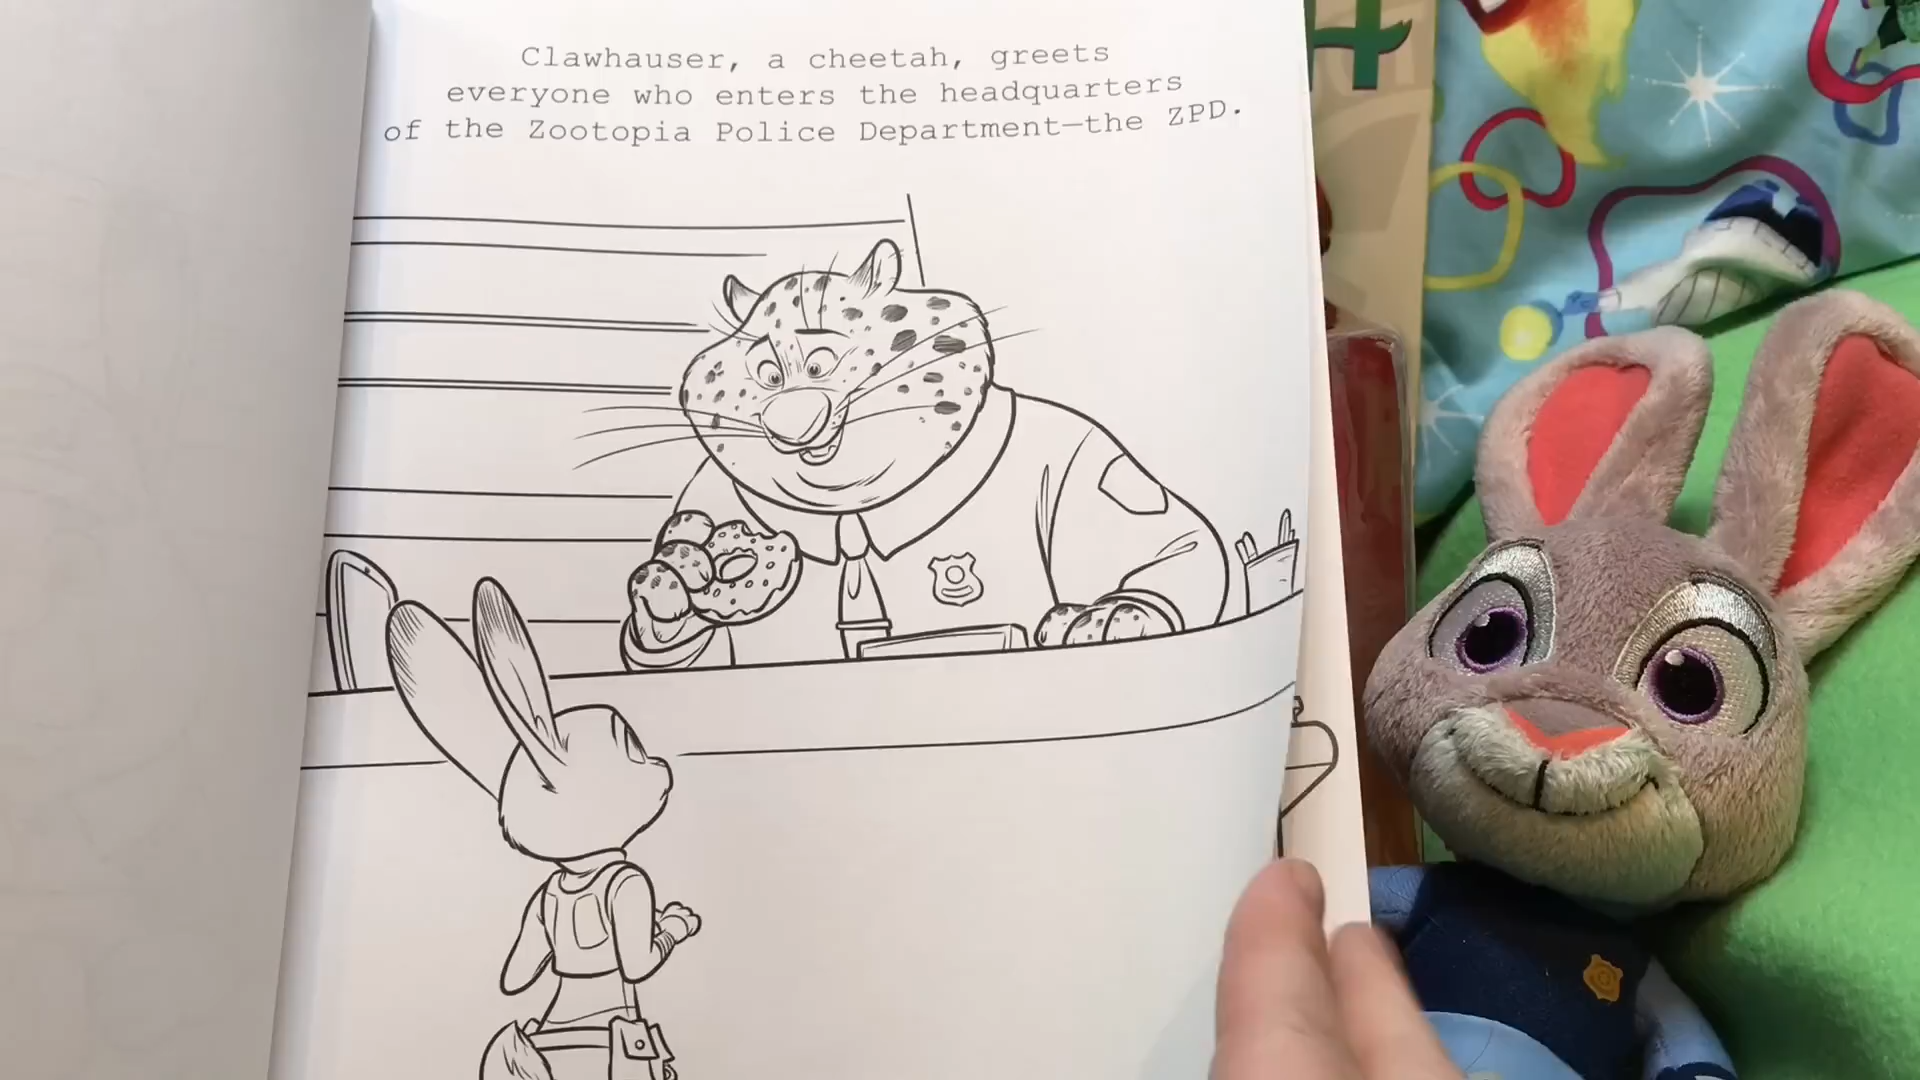 Clawhauser, a cheetah, greets
everyone who enters the headquarters
of the Zootopia Police Department—the ZPD.